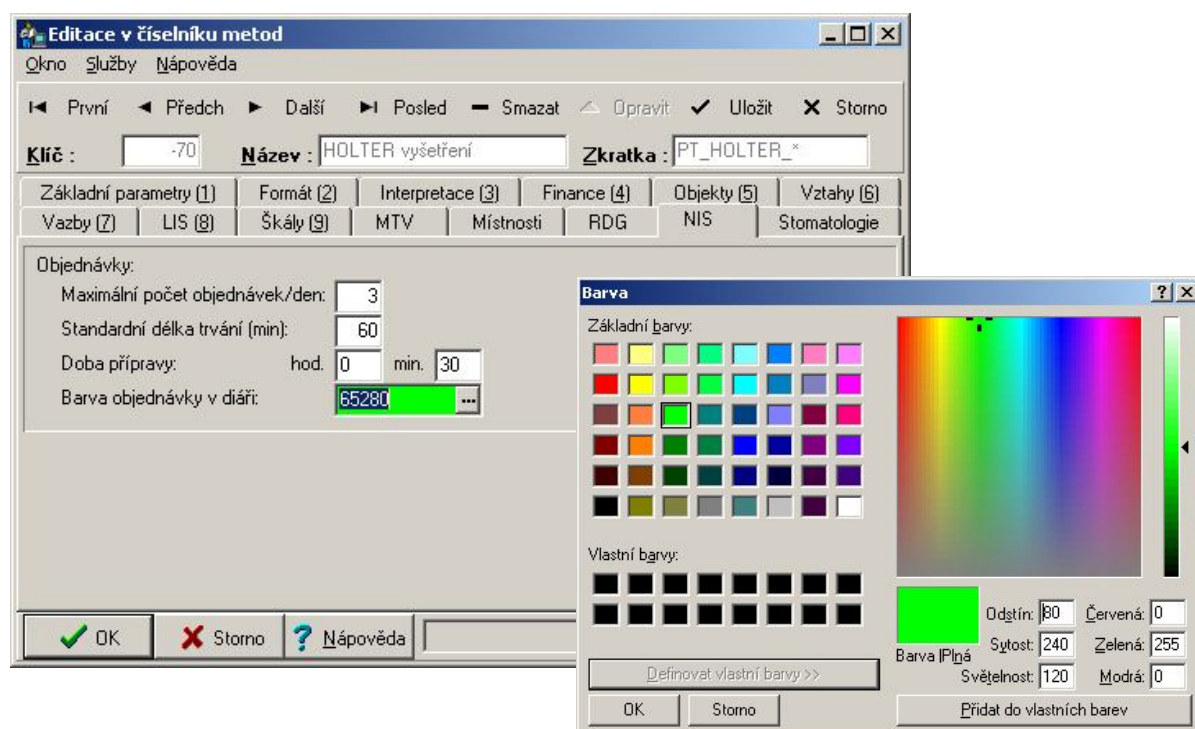 Editace v číselníku metod
Okno Služby Nápověda
První Předch Další Posled Smazat Opravit Uložit Storno
Klíč : -70 Název : HOLTER vyšetření Zkratka : PT_HOLTER_*
Základní parametry (1) Formát (2) Interpretace (3) Finance (4) Objekty (5) Vztahy (6)
Vazby (7) LIS (8) Škály (9) MTV Místnosti RDG NIS Stomatologie
Objednávky:
Maximální počet objednávek/den: 3
Standardní délka trvání (min): 60
Doba přípravy: hod. 0 min. 30
Barva objednávky v diáři: 65280 ...
OK Storno Nápověda
Barva
Základní barvy:
Vlastní barvy:
Definovat vlastní barvy >>
OK Storno
Barva |Plná
Odstín: 80 Červená: 0
Sytost: 240 Zelená: 255
Světelnost: 120 Modrá: 0
Přidat do vlastních barev